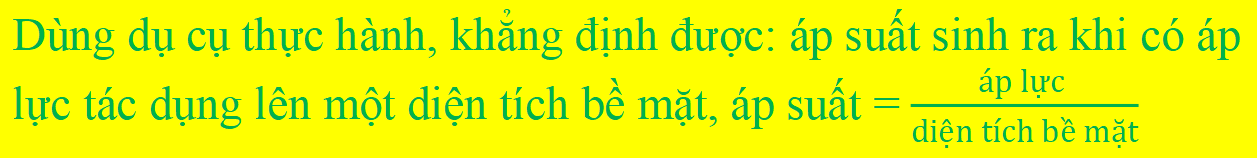 Dùng dụ cụ thực hành, khẳng định được: áp suất sinh ra khi có áp
lực tác dụng lên một diện tích bề mặt, áp suất = áp lực / diện tích bề mặt